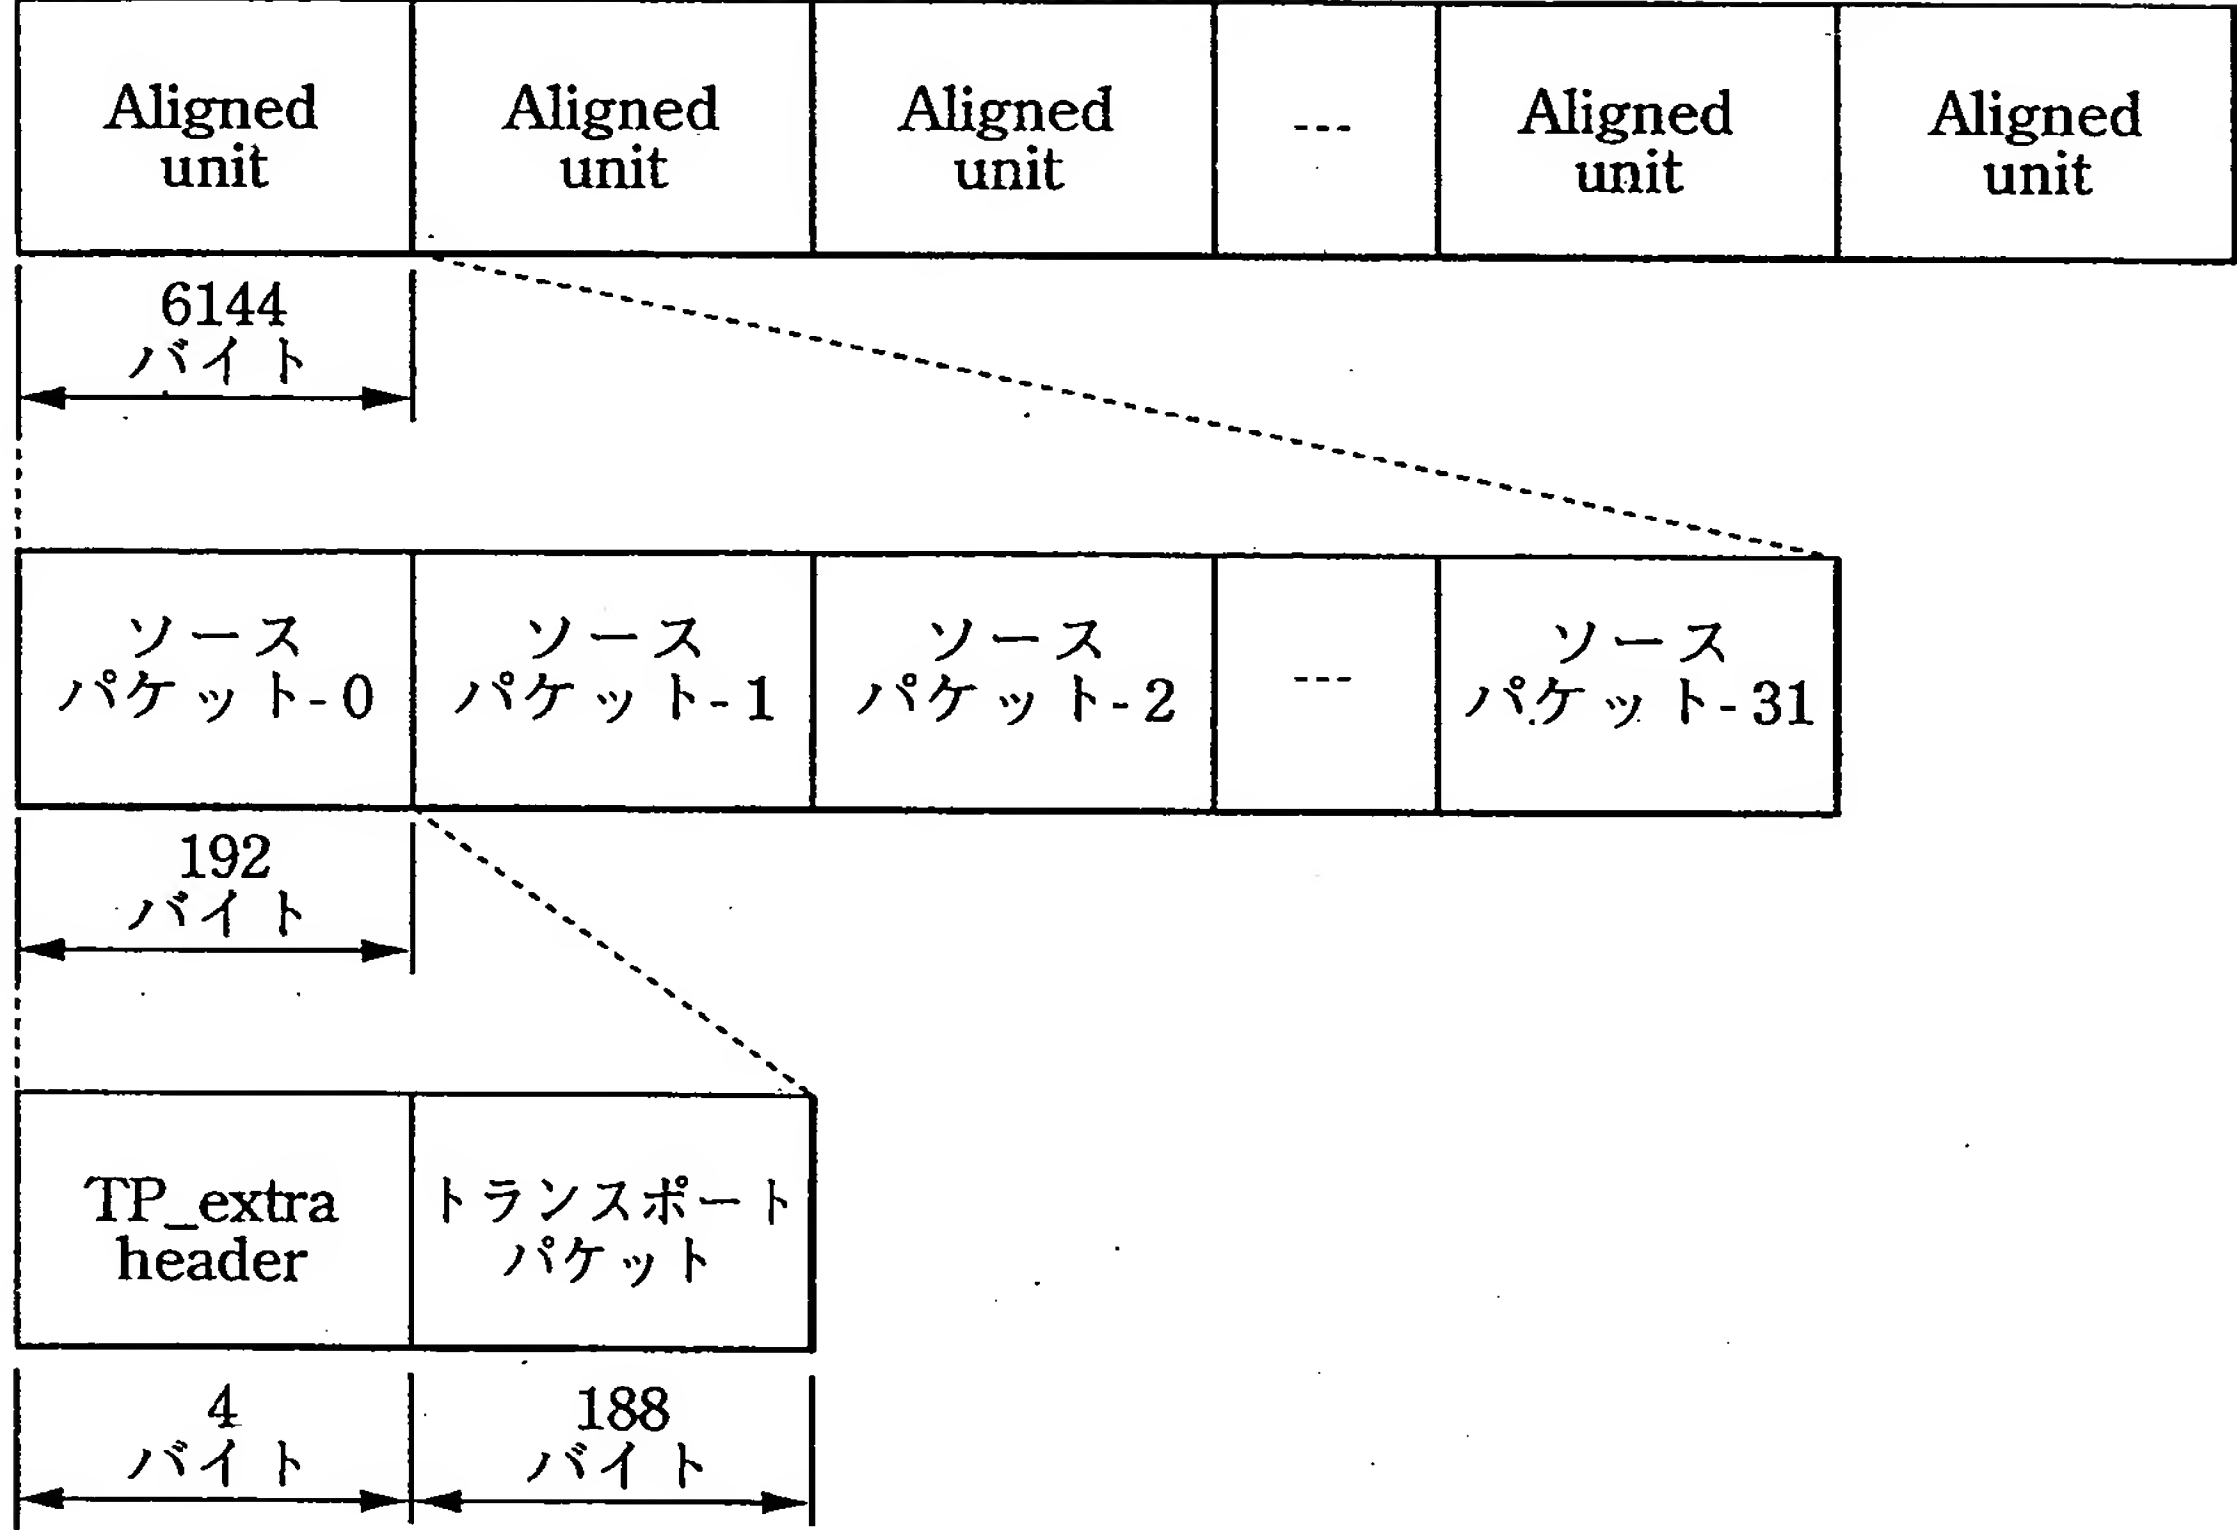 Aligned
unit
Aligned
unit
Aligned
unit
---
Aligned
unit
Aligned
unit
6144
バイト
ソース
パケット-0
ソース
パケット-1
ソース
パケット-2
---
ソース
パケット-31
192
バイト
TP_extra
header
トランスポート
パケット
4
バイト
188
バイト